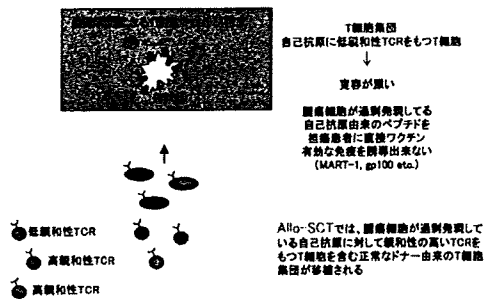 T細胞集団
自己抗原に低親和性TCRをもつT細胞
↓
寛容が強い
腫瘍細胞が過剰発現してる
自己抗原由来のペプチドを
担癌患者に直接ワクチン
有効な免疫を誘導出来ない
(MART-1, gp100 etc.)
低親和性TCR
高親和性TCR
高親和性TCR
Allo-SCTでは、腫瘍細胞が過剰発現して
いる自己抗原に対して親和性の高いTCRを
もつT細胞を含む正常なドナー由来のT細胞
集団が移植される